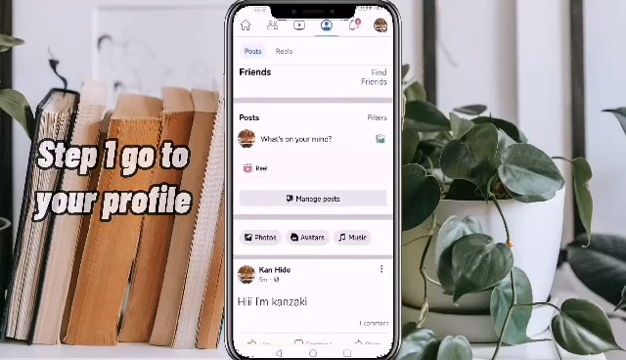 Step 1 go to
your profile
Posts Reels
Friends Find
Friends
Posts Filters
What's on your mind?
Reel
Manage posts
Photos Avatars Music
Kan Hide
5m
Hiii I'm kanzaki
1 comment